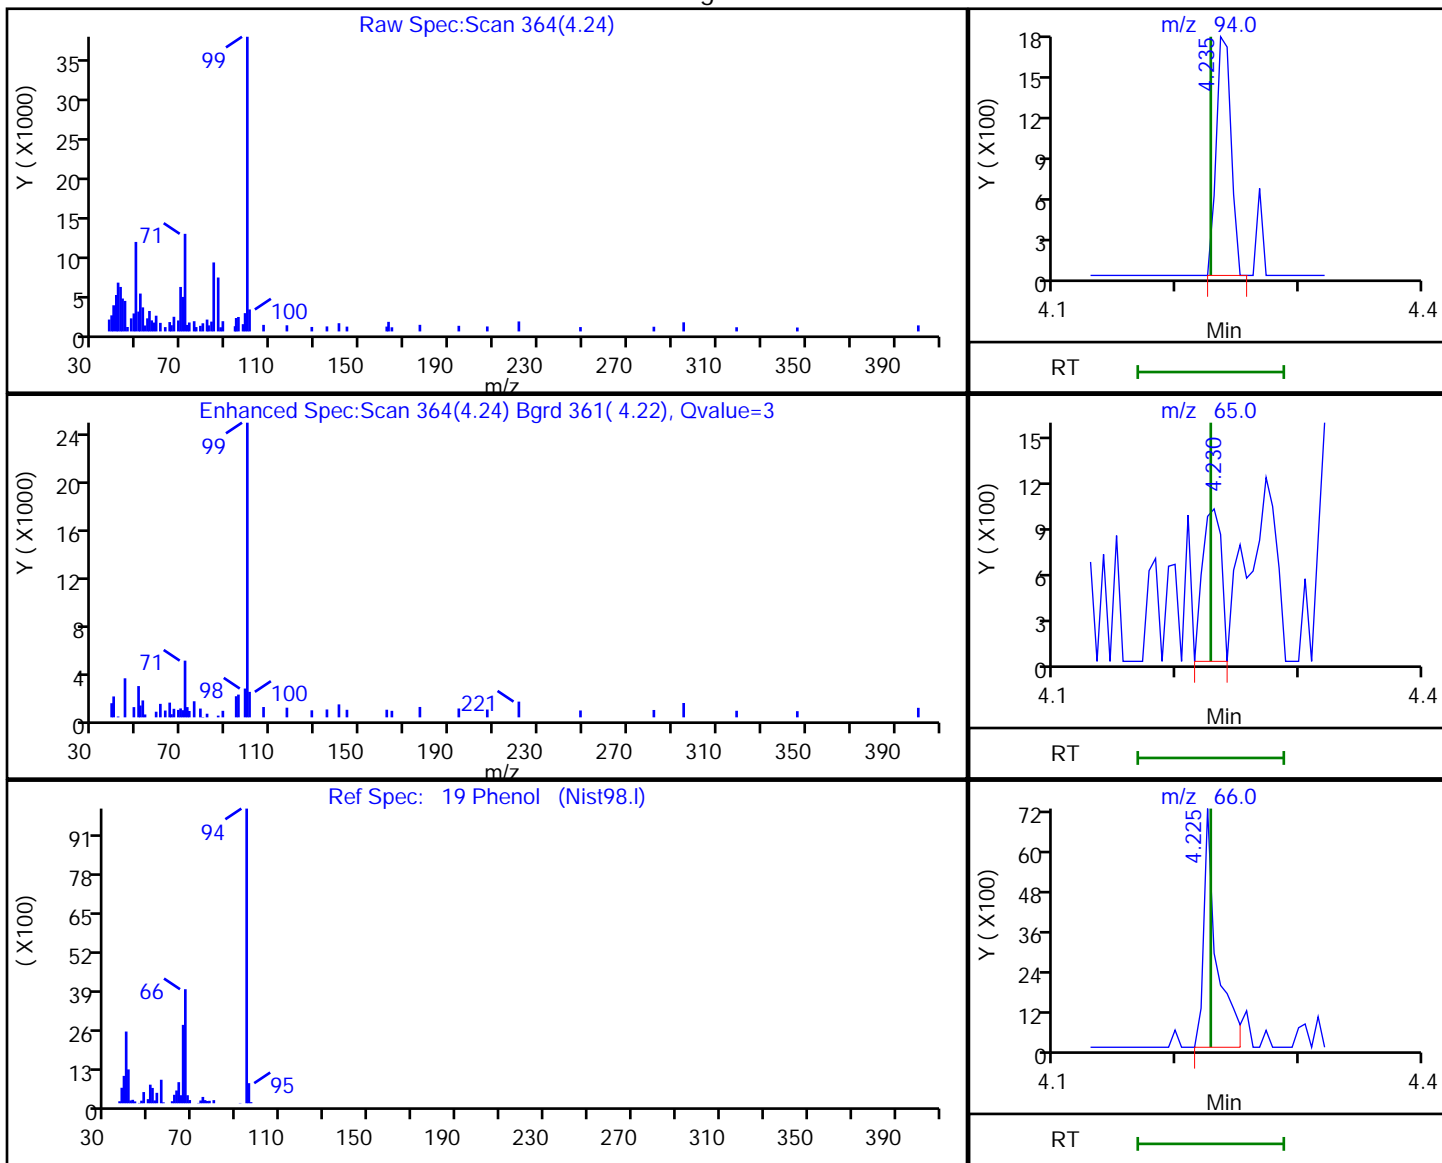 Raw Spec:Scan 364(4.24)
Y ( X1000)
35
30
25
20
15
10
5
0
99
71
100
30 70 110 150 190 230 270 310 350 390
m/z
m/z 94.0
Y ( X100)
18
15
12
9
6
3
0
4.235
4.1 4.4
Min
RT
Enhanced Spec:Scan 364(4.24) Bgrd 361( 4.22), Qvalue=3
Y ( X1000)
24
20
16
12
8
4
0
99
71
98
100
221
30 70 110 150 190 230 270 310 350 390
m/z
m/z 65.0
Y ( X100)
15
12
9
6
3
0
4.230
4.1 4.4
Min
RT
Ref Spec: 19 Phenol (Nist98.l)
( X100)
91
78
65
52
39
26
13
0
94
66
95
30 70 110 150 190 230 270 310 350 390
m/z 66.0
Y ( X100)
72
60
48
36
24
12
0
4.225
4.1 4.4
Min
RT